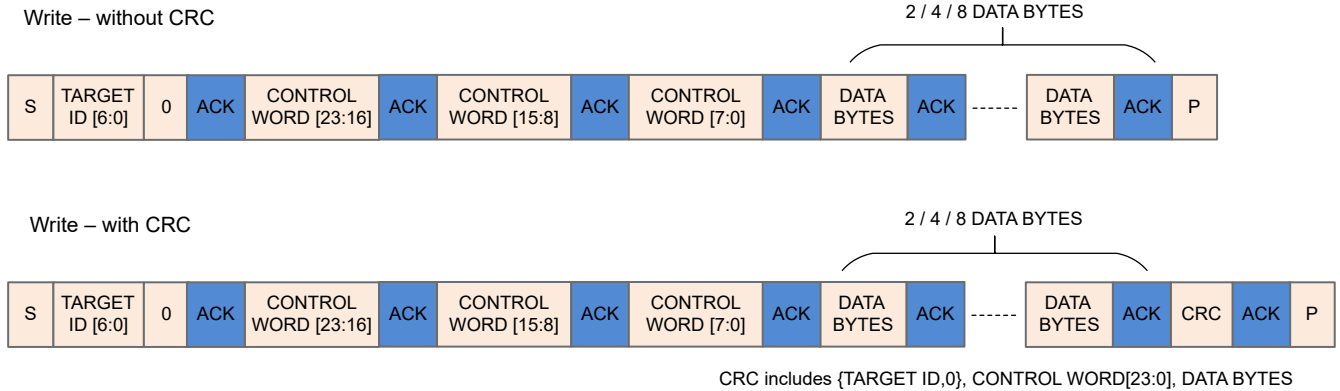 Write – without CRC
2 / 4 / 8 DATA BYTES
S TARGET ID [6:0] 0 ACK CONTROL WORD [23:16] ACK CONTROL WORD [15:8] ACK CONTROL WORD [7:0] ACK DATA BYTES ACK ------ DATA BYTES ACK P
Write – with CRC
2 / 4 / 8 DATA BYTES
S TARGET ID [6:0] 0 ACK CONTROL WORD [23:16] ACK CONTROL WORD [15:8] ACK CONTROL WORD [7:0] ACK DATA BYTES ACK ------ DATA BYTES ACK CRC ACK P
CRC includes {TARGET ID,0}, CONTROL WORD[23:0], DATA BYTES